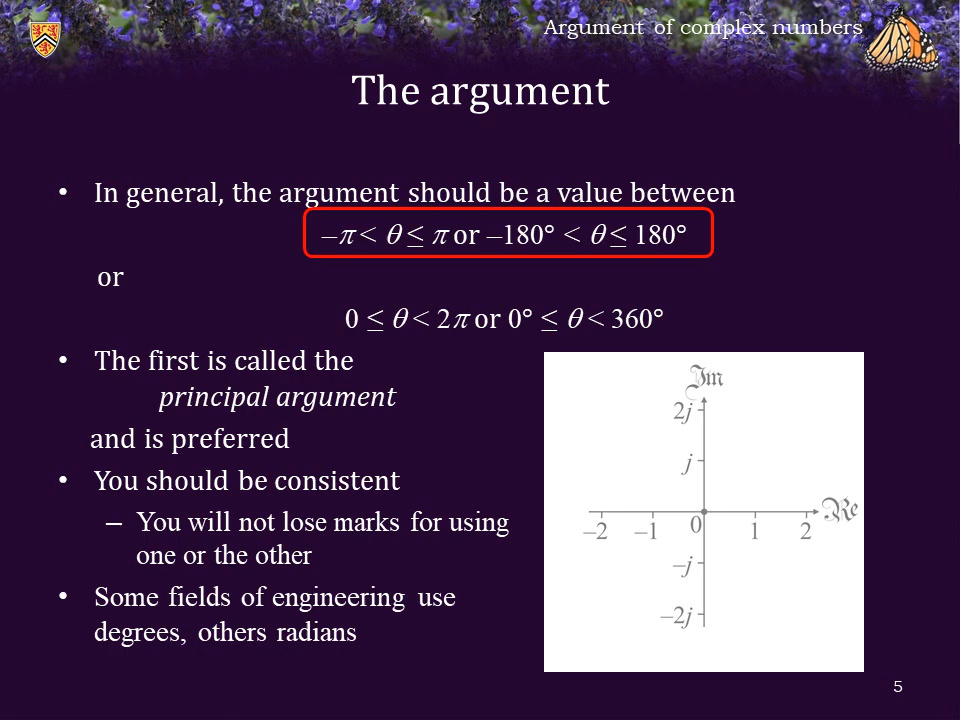 Argument of complex numbers
The argument
• In general, the argument should be a value between
–π < θ ≤ π or –180° < θ ≤ 180°
or
0 ≤ θ < 2π or 0° ≤ θ < 360°
• The first is called the
principal argument
and is preferred
• You should be consistent
– You will not lose marks for using
one or the other
• Some fields of engineering use
degrees, others radians
ℑm
2j
j
ℜe
–2 –1 0 1 2
–j
–2j
5